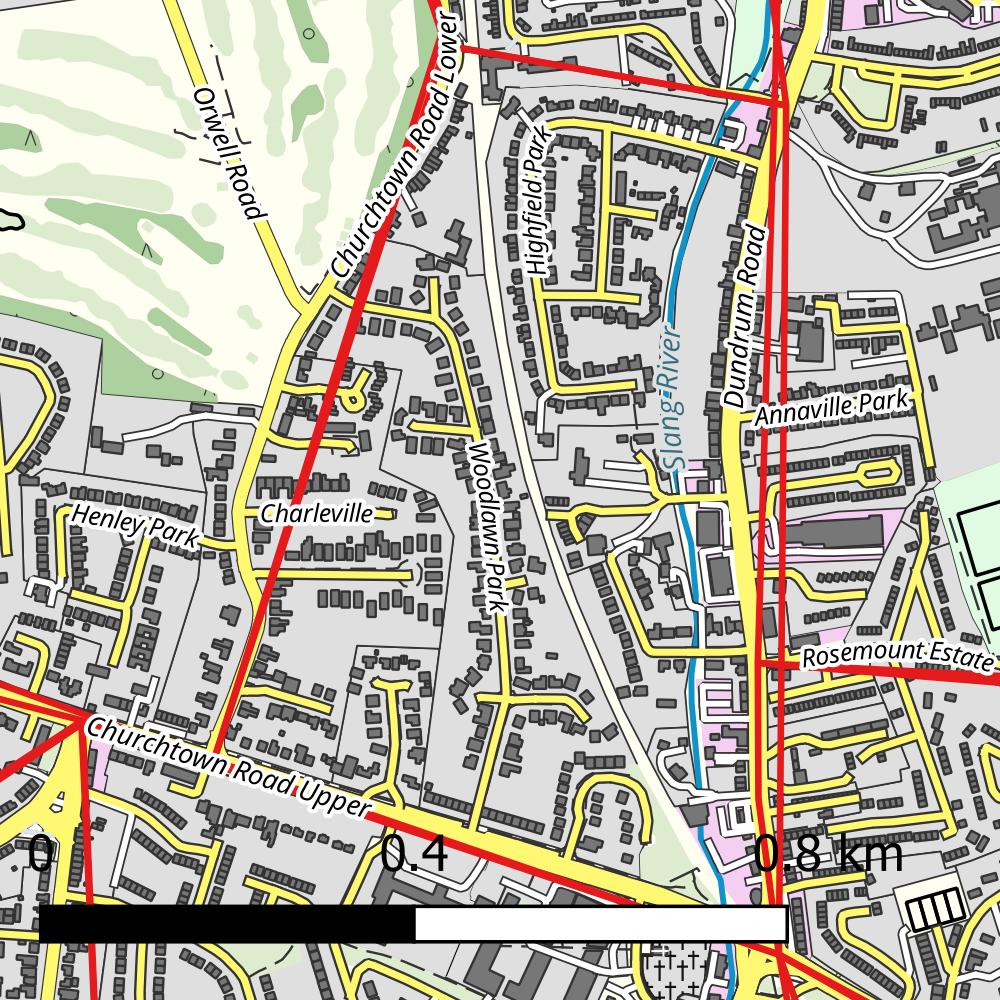 Churchtown Road Lower
Orwell Road
Highfield Park
Dundrum Road
Slang River
Annaville Park
Woodlawn Park
Charleville
Henley Park
Rosemount Estate
Churchtown Road Upper
0 0.4 0.8 km